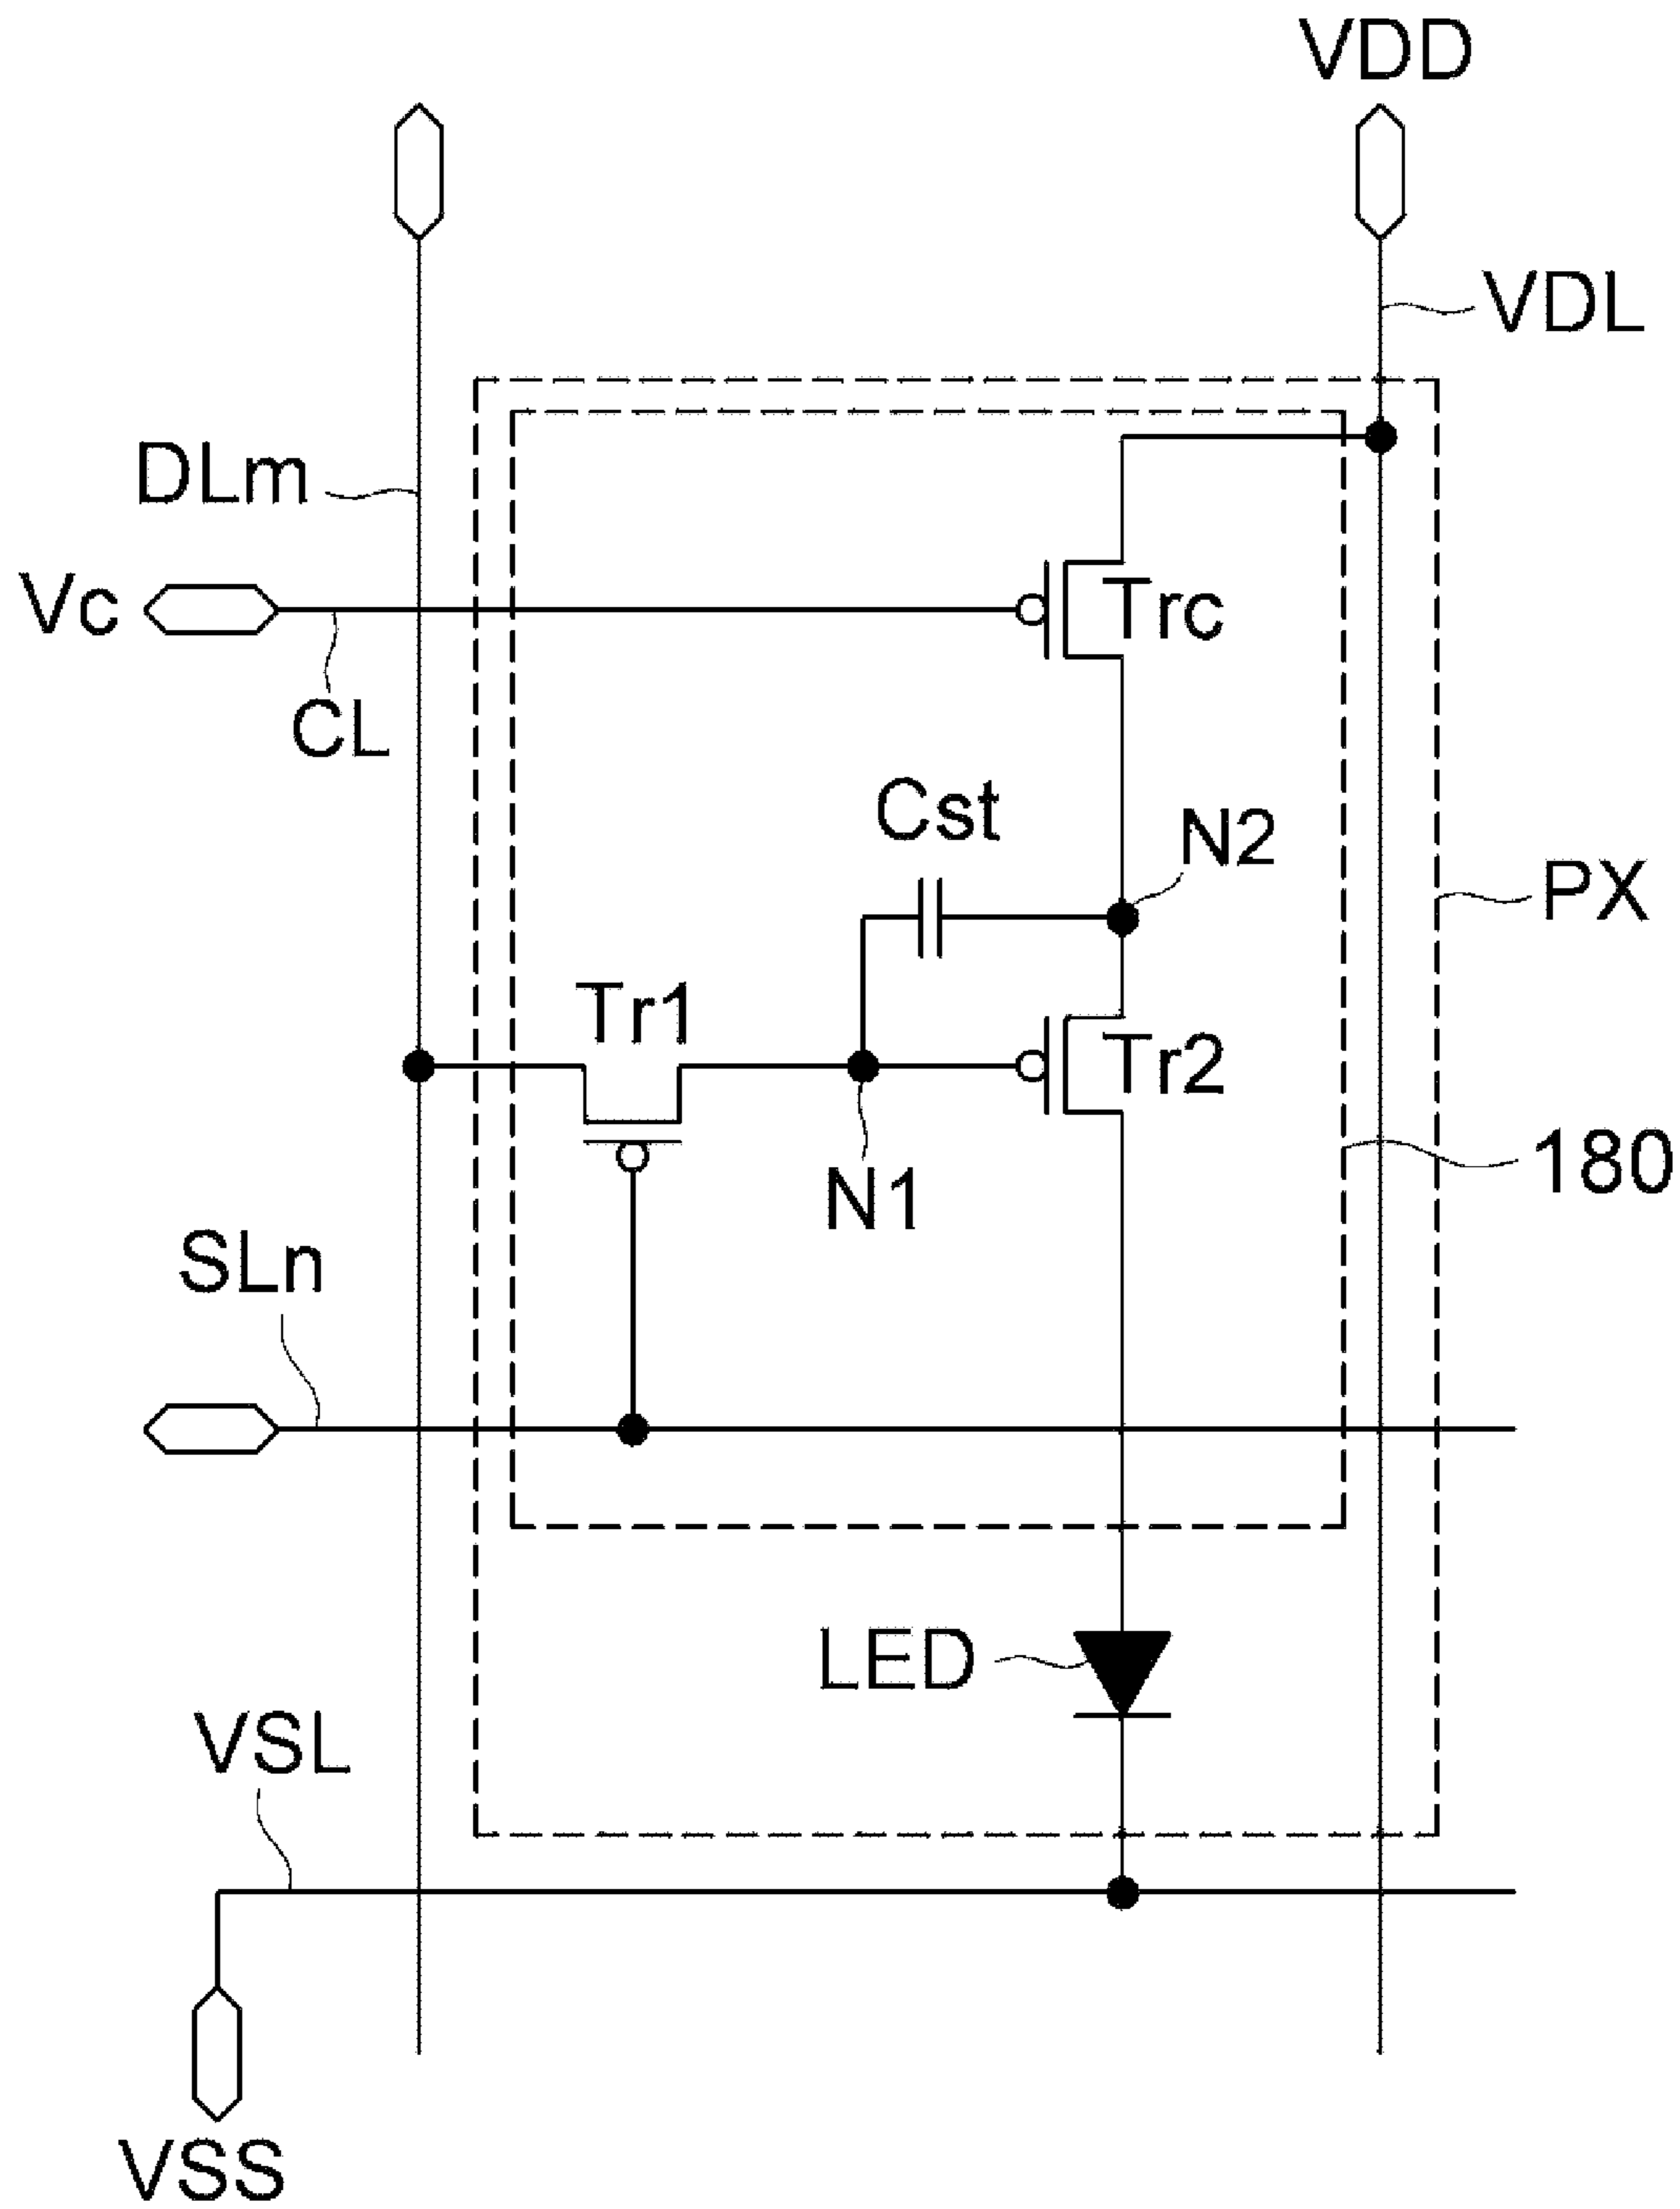 VDD
VDL
DLm
Vc
Trc
CL
Cst
N2
PX
Tr1
Tr2
N1
180
SLn
LED
VSL
VSS